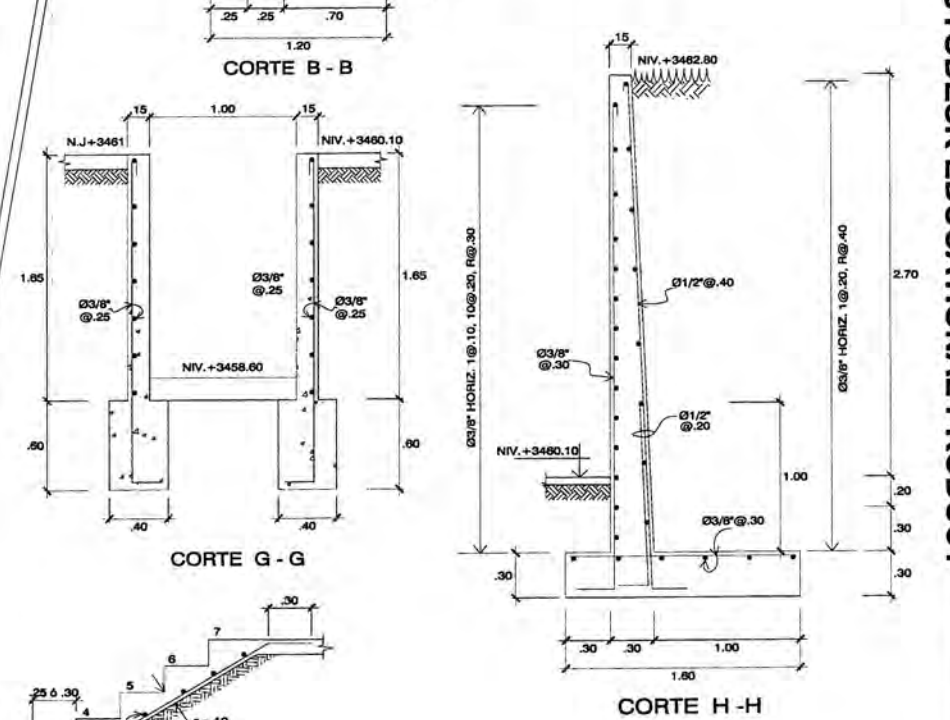 .25
.25
.70
1.20
CORTE B - B
15
1.00
15
N.J+3461
NIV.+3460.10
1.65
1.65
Ø3/8"
@.25
Ø3/8"
@.25
Ø3/8"
@.25
NIV.+3458.60
.60
.60
.40
.40
CORTE G - G
.30
7
6
5
4
.25 ó .30
15
NIV.+3462.80
Ø3/8" HORIZ. 1@.10, 10@.20, R@.30
Ø3/8" HORIZ. 1@.20, R@.40
2.70
Ø1/2"@.40
Ø3/8"
@.30
Ø1/2"
@.20
NIV.+3460.10
1.00
.20
.30
Ø3/8"@.30
.30
.30
.30
.30
1.00
1.60
CORTE H -H